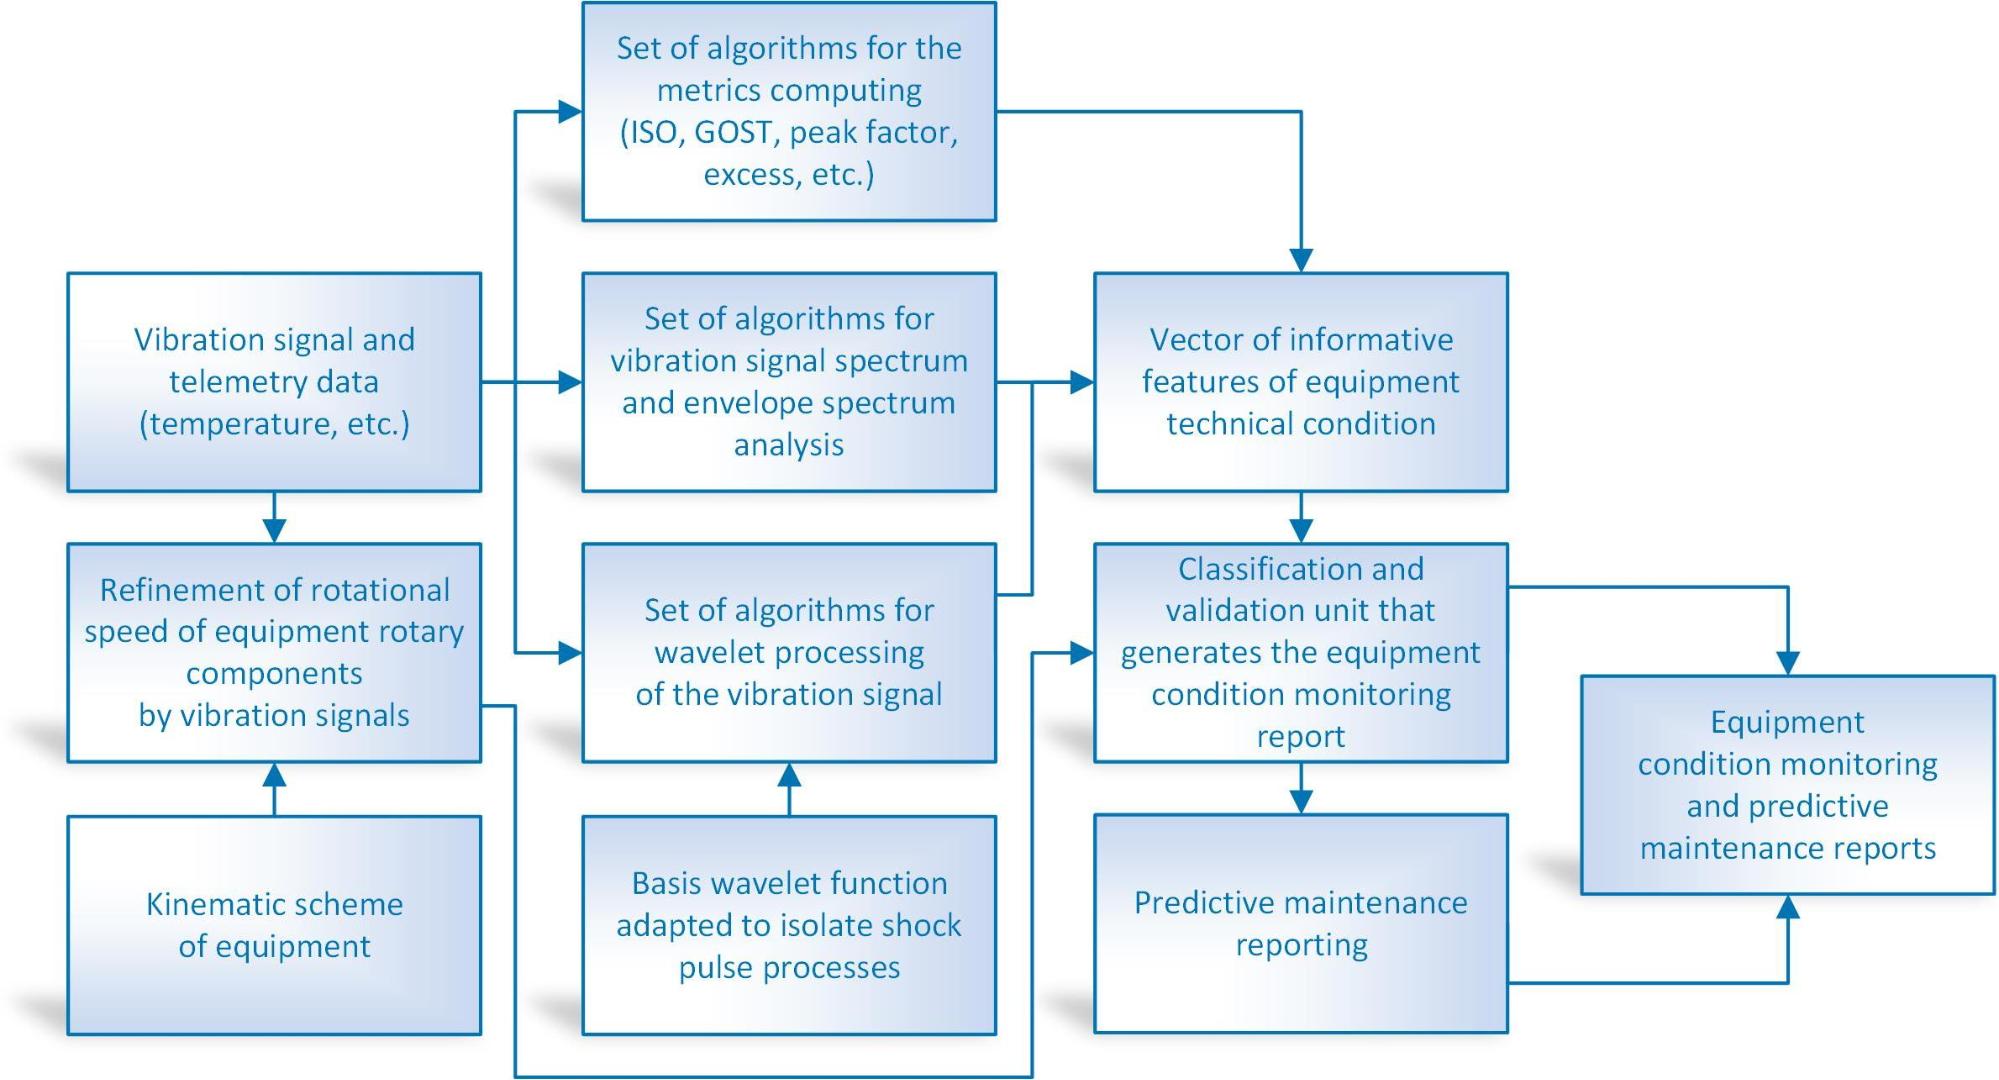 Set of algorithms for the
metrics computing
(ISO, GOST, peak factor,
excess, etc.)
Vibration signal and
telemetry data
(temperature, etc.)
Set of algorithms for
vibration signal spectrum
and envelope spectrum
analysis
Vector of informative
features of equipment
technical condition
Refinement of rotational
speed of equipment rotary
components
by vibration signals
Set of algorithms for
wavelet processing
of the vibration signal
Classification and
validation unit that
generates the equipment
condition monitoring
report
Equipment
condition monitoring
and predictive
maintenance reports
Kinematic scheme
of equipment
Basis wavelet function
adapted to isolate shock
pulse processes
Predictive maintenance
reporting